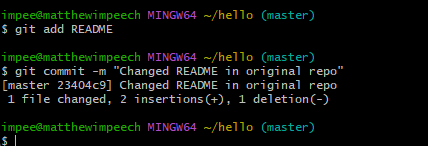 impee@matthewimpeech MINGW64 ~/hello (master)
$ git add README
impee@matthewimpeech MINGW64 ~/hello (master)
$ git commit -m "Changed README in original repo"
[master 23404c9] Changed README in original repo
 1 file changed, 2 insertions(+), 1 deletion(-)
impee@matthewimpeech MINGW64 ~/hello (master)
$